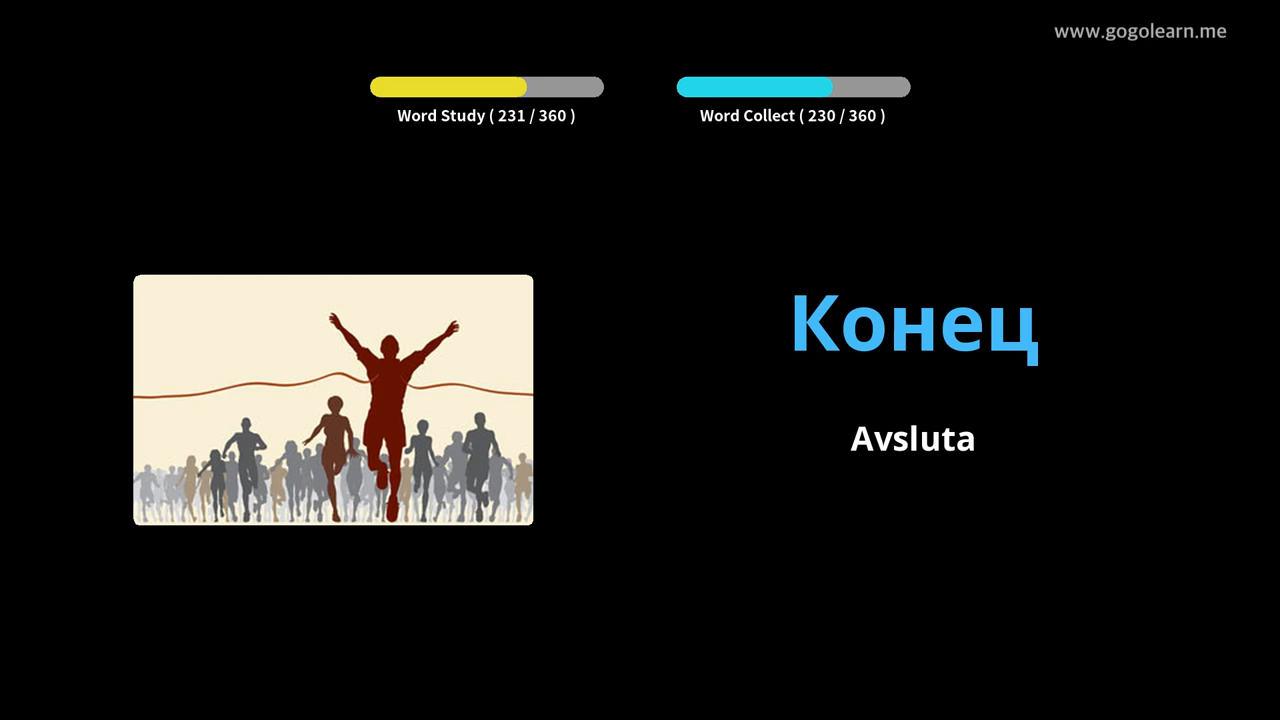 www.gogolearn.me
Word Study ( 231 / 360 )
Word Collect ( 230 / 360 )
Конец
Avsluta